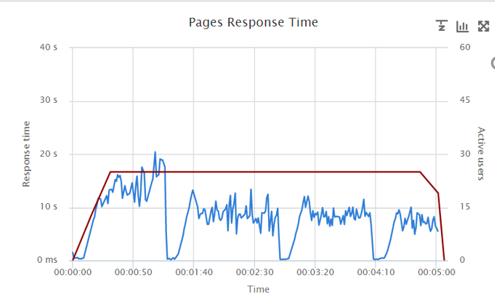 Pages Response Time
40 s
30 s
20 s
10 s
0 ms
Response time
60
45
30
15
0
Active users
00:00:00
00:00:50
00:01:40
00:02:30
00:03:20
00:04:10
00:05:00
Time